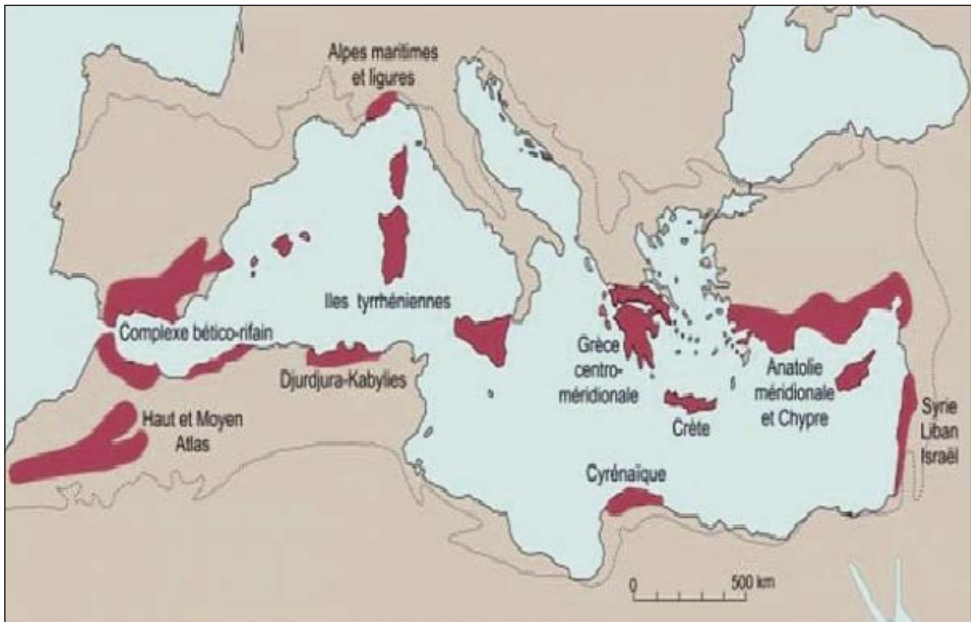 Alpes maritimes
et ligures
Iles tyrrhéniennes
Complexe bético-rifain
Djurdjura-Kabylies
Haut et Moyen
Atlas
Grèce
centro-
méridionale
Crète
Anatolie
méridionale
et Chypre
Syrie
Liban
Israël
Cyrénaïque
0
500 km